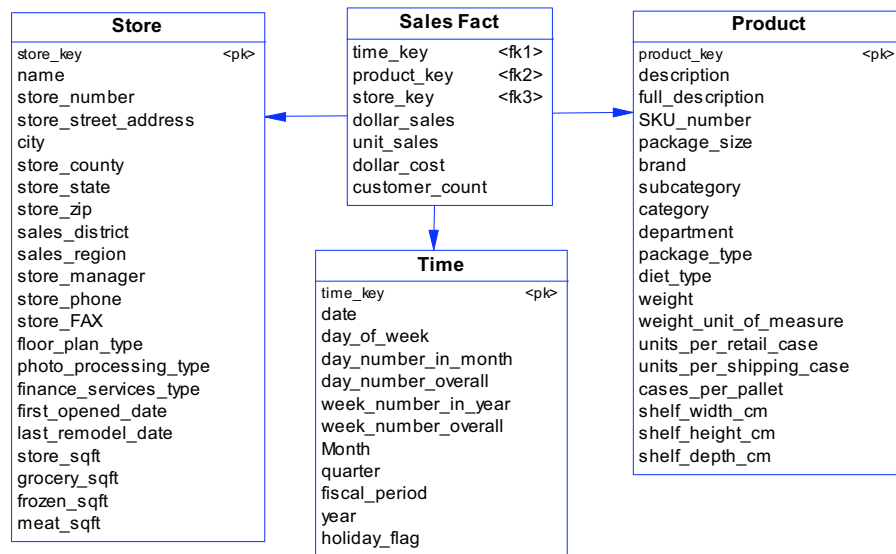 Store
store_key <pk>
name
store_number
store_street_address
city
store_county
store_state
store_zip
sales_district
sales_region
store_manager
store_phone
store_FAX
floor_plan_type
photo_processing_type
finance_services_type
first_opened_date
last_remodel_date
store_sqft
grocery_sqft
frozen_sqft
meat_sqft
Sales Fact
time_key <fk1>
product_key <fk2>
store_key <fk3>
dollar_sales
unit_sales
dollar_cost
customer_count
Time
time_key <pk>
date
day_of_week
day_number_in_month
day_number_overall
week_number_in_year
week_number_overall
Month
quarter
fiscal_period
year
holiday_flag
Product
product_key <pk>
description
full_description
SKU_number
package_size
brand
subcategory
category
department
package_type
diet_type
weight
weight_unit_of_measure
units_per_retail_case
units_per_shipping_case
cases_per_pallet
shelf_width_cm
shelf_height_cm
shelf_depth_cm